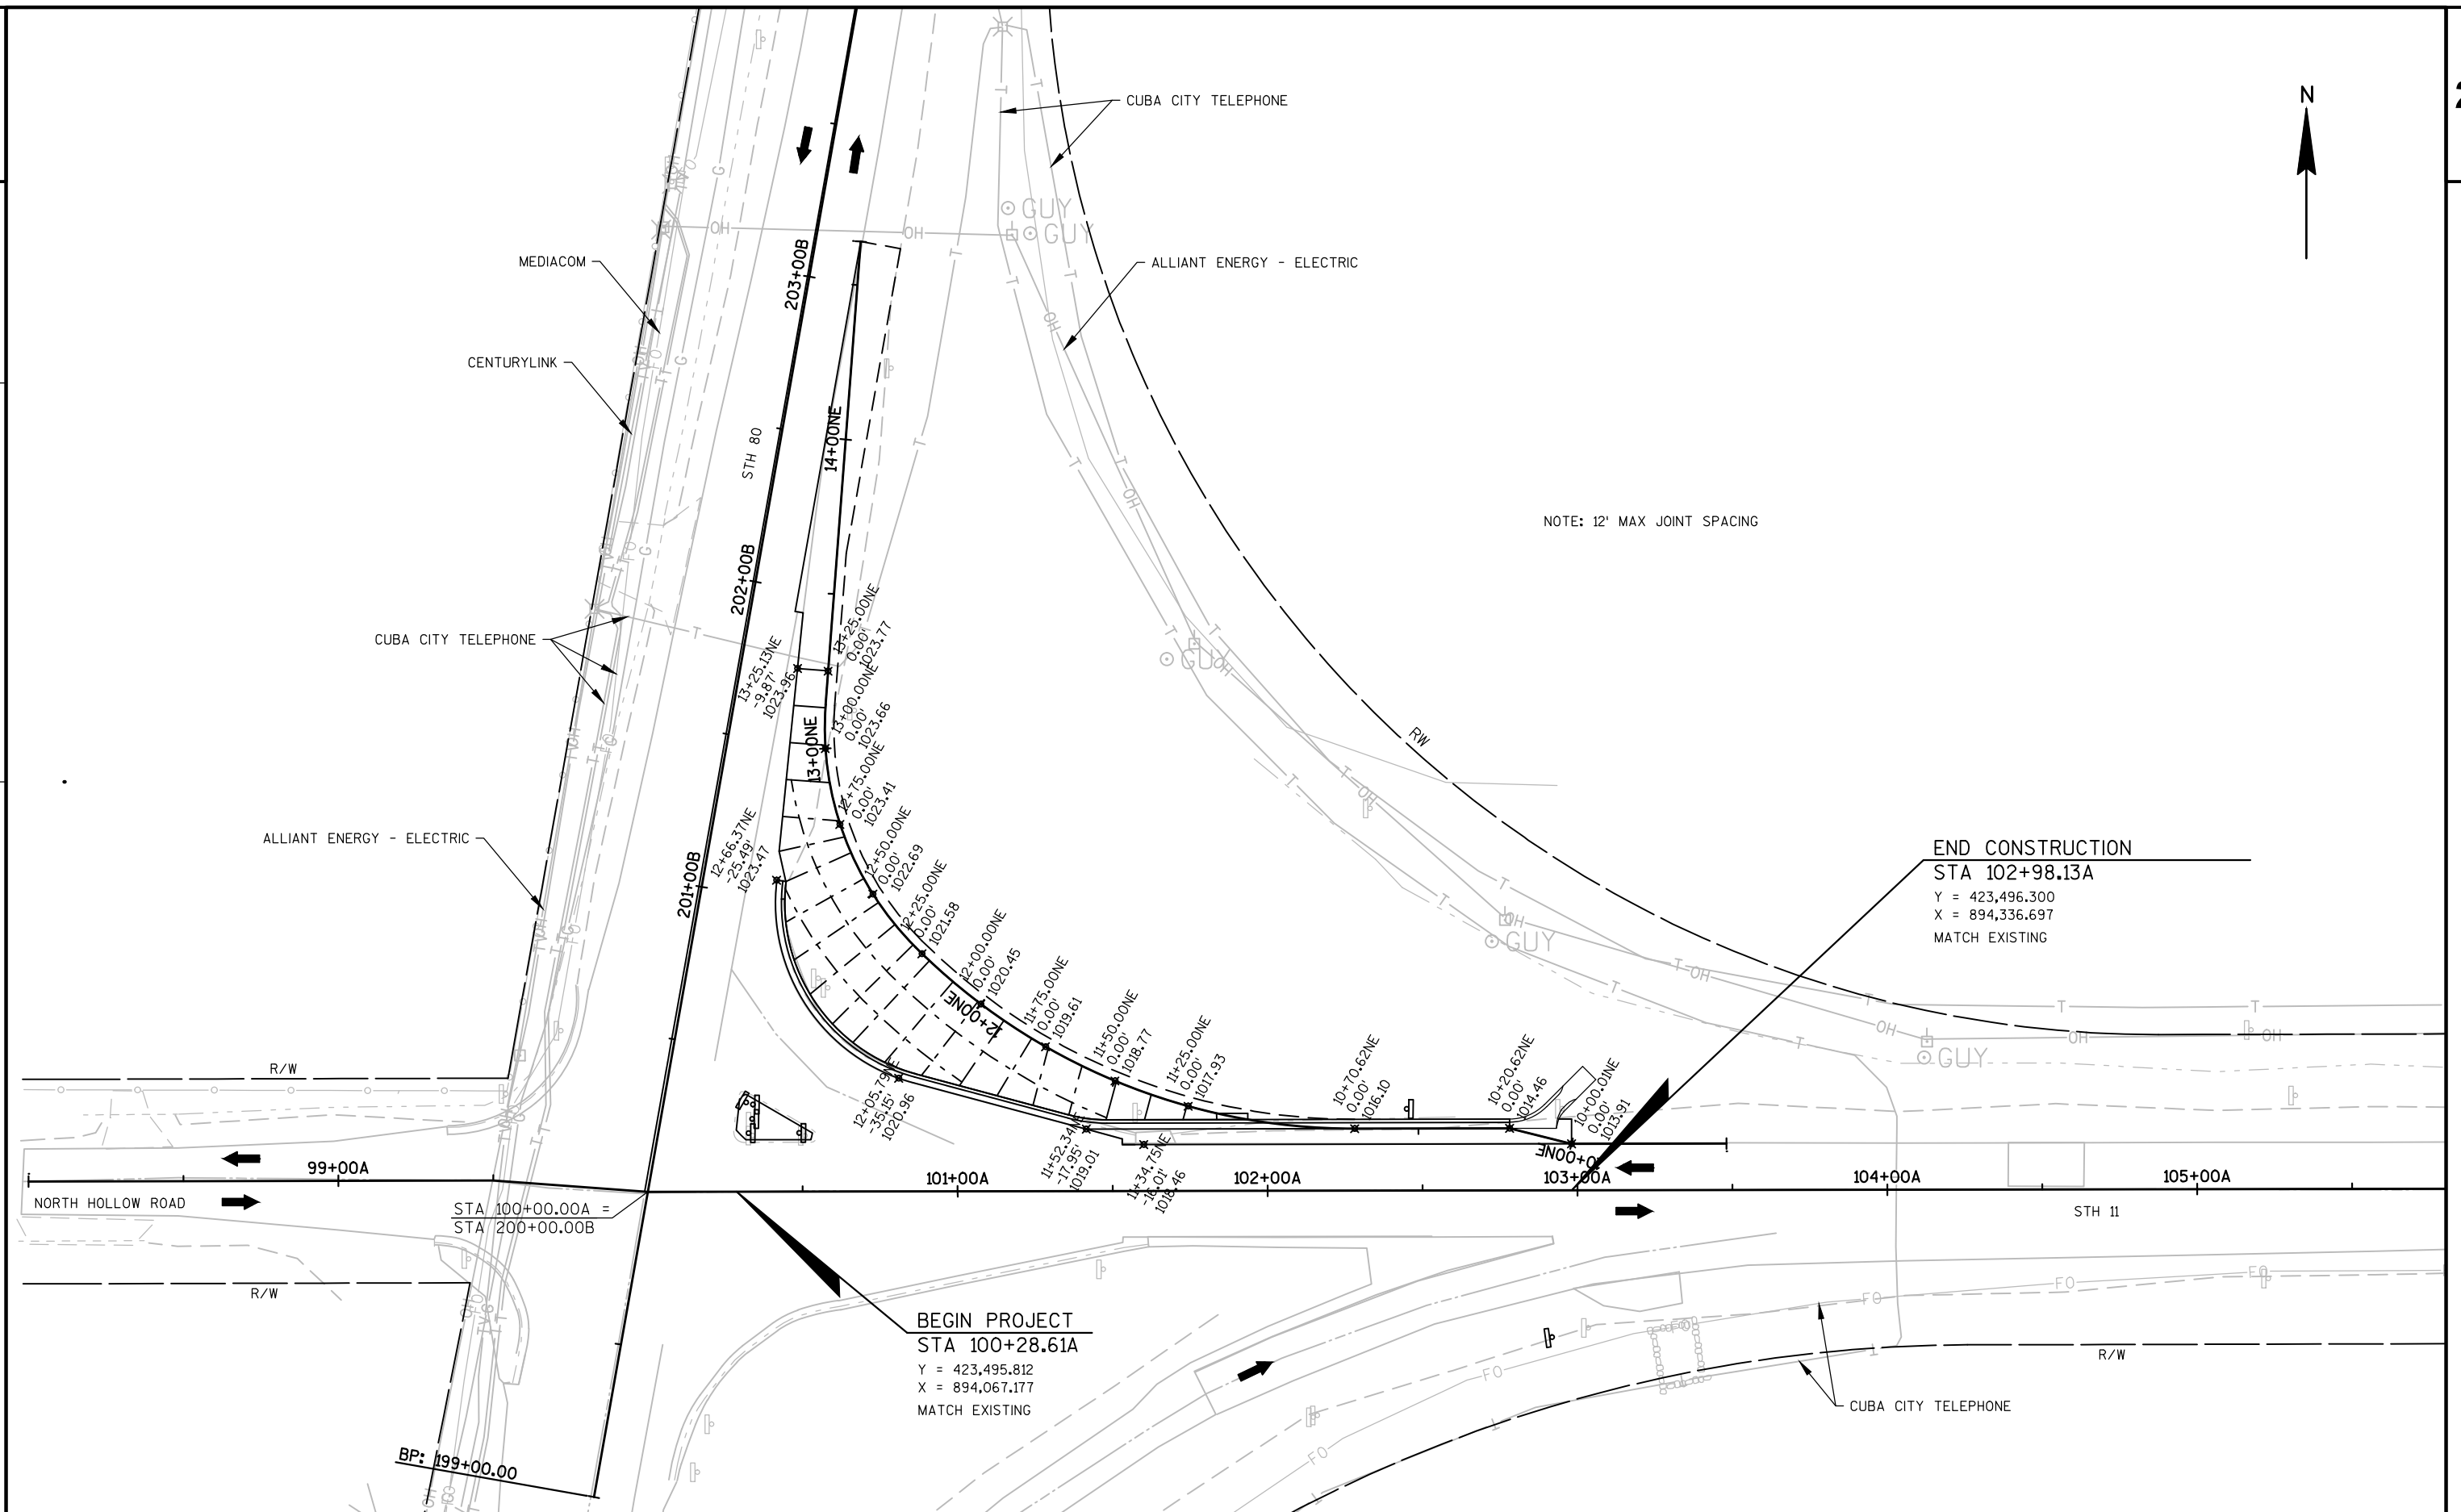 N
CUBA CITY TELEPHONE
GUY
GUY
OH
OH
MEDIACOM
ALLIANT ENERGY - ELECTRIC
203+00B
CENTURYLINK
STH 80
14+00NE
NOTE: 12' MAX JOINT SPACING
202+00B
CUBA CITY TELEPHONE
GUY
13+25.00NE
0.00'
1023.77
13+25.13NE
-9.87'
1023.96
13+00.00NE
0.00'
1023.66
13+00NE
RW
12+75.00NE
0.00'
1023.41
12+66.37NE
-25.49'
1023.47
12+50.00NE
0.00'
1022.69
ALLIANT ENERGY - ELECTRIC
201+00B
12+25.00NE
0.00'
1021.58
END CONSTRUCTION
STA 102+98.13A
Y = 423,496.300
X = 894,336.697
MATCH EXISTING
GUY
12+00.00NE
0.00'
1020.45
12+00NE
11+75.00NE
0.00'
1019.61
11+50.00NE
0.00'
1018.77
11+25.00NE
0.00'
1017.93
10+70.62NE
0.00'
1016.10
10+20.62NE
0.00'
1014.46
10+00.01NE
0.00'
1013.91
GUY
R/W
12+05.79NE
-35.15'
1020.96
11+52.34NE
-17.95'
1019.01
11+34.75NE
-16.01'
1018.46
10+00NE
99+00A
101+00A
102+00A
103+00A
104+00A
105+00A
NORTH HOLLOW ROAD
STA 100+00.00A =
STA 200+00.00B
STH 11
R/W
BEGIN PROJECT
STA 100+28.61A
Y = 423,495.812
X = 894,067.177
MATCH EXISTING
R/W
CUBA CITY TELEPHONE
BP: 199+00.00